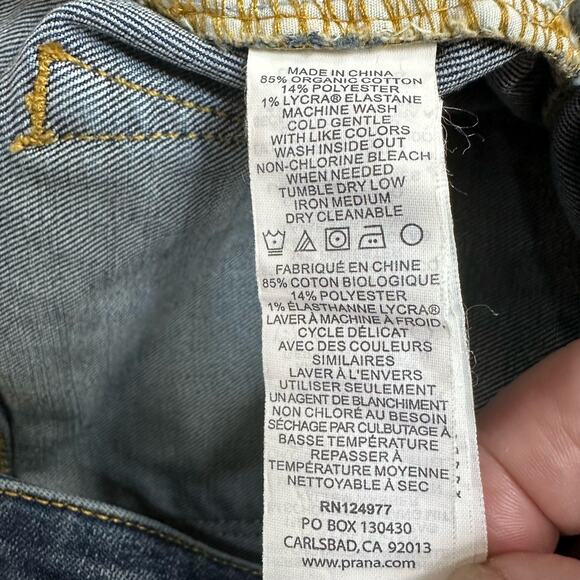 MADE IN CHINA
85% ORGANIC COTTON
14% POLYESTER
1% LYCRA® ELASTANE
MACHINE WASH
COLD GENTLE
WITH LIKE COLORS
WASH INSIDE OUT
NON-CHLORINE BLEACH
WHEN NEEDED
TUMBLE DRY LOW
IRON MEDIUM
DRY CLEANABLE
FABRIQUÉ EN CHINE
85% COTON BIOLOGIQUE
14% POLYESTER
1% ÉLASTHANNE LYCRA®
LAVER À MACHINE À FROID,
CYCLE DÉLICAT
AVEC DES COULEURS
SIMILAIRES
LAVER À L'ENVERS
UTILISER SEULEMENT
UN AGENT DE BLANCHIMENT
NON CHLORÉ AU BESOIN
SÉCHAGE PAR CULBUTAGE À
BASSE TEMPÉRATURE
REPASSER À
TEMPÉRATURE MOYENNE
NETTOYABLE À SEC
RN124977
PO BOX 130430
CARLSBAD, CA 92013
www.prana.com